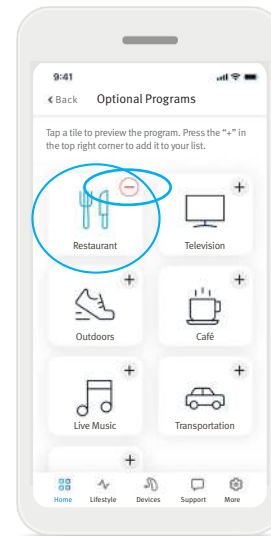 9:41
Back Optional Programs
Tap a tile to preview the program. Press the “+” in
the top right corner to add it to your list.
Restaurant Television
Outdoors Café
Live Music Transportation
Home Lifestyle Devices Support More